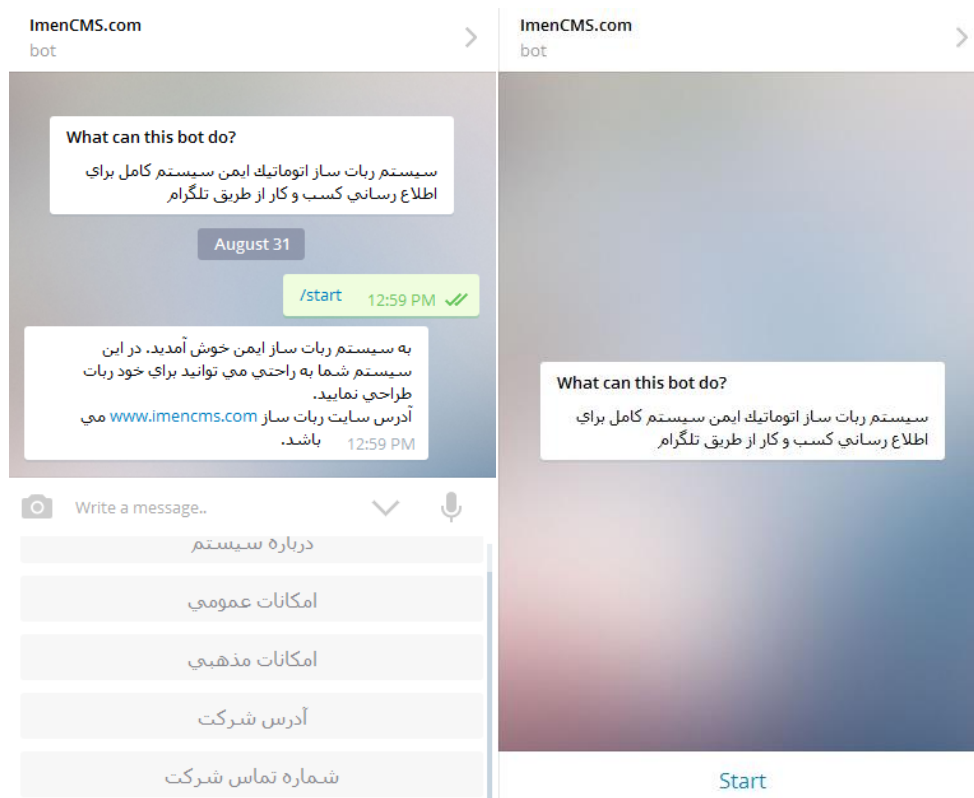 ImenCMS.com
bot
What can this bot do?
سيستم ربات ساز اتوماتيك ايمن سيستم كامل براي
اطلاع رساني كسب و كار از طريق تلگرام
August 31
/start 12:59 PM
به سيستم ربات ساز ايمن خوش آمديد. در اين
سيستم شما به راحتي مي توانيد براي خود ربات
طراحي نماييد.
آدرس سايت ربات ساز www.imencms.com مي
باشد. 12:59 PM
Write a message..
درباره سيستم
امكانات عمومي
امكانات مذهبي
آدرس شركت
شماره تماس شركت
ImenCMS.com
bot
What can this bot do?
سيستم ربات ساز اتوماتيك ايمن سيستم كامل براي
اطلاع رساني كسب و كار از طريق تلگرام
Start